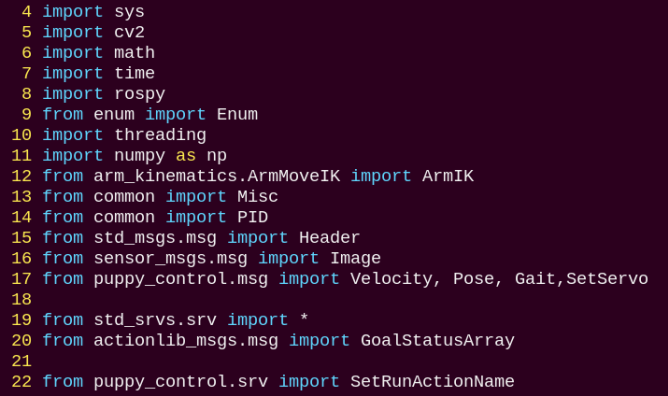 4 import sys
5 import cv2
6 import math
7 import time
8 import rospy
9 from enum import Enum
10 import threading
11 import numpy as np
12 from arm_kinematics.ArmMoveIK import ArmIK
13 from common import Misc
14 from common import PID
15 from std_msgs.msg import Header
16 from sensor_msgs.msg import Image
17 from puppy_control.msg import Velocity, Pose, Gait,SetServo
18
19 from std_srvs.srv import *
20 from actionlib_msgs.msg import GoalStatusArray
21
22 from puppy_control.srv import SetRunActionName